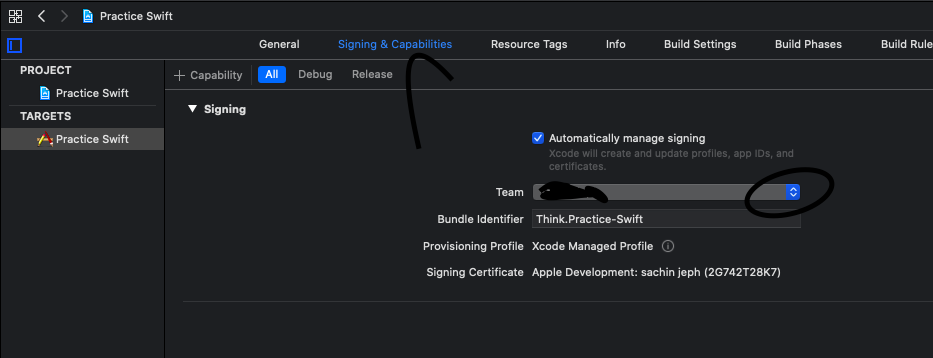 Practice Swift
General Signing & Capabilities Resource Tags Info Build Settings Build Phases Build Rule
PROJECT
Practice Swift
TARGETS
Practice Swift
+ Capability All Debug Release
Signing
Automatically manage signing
Xcode will create and update profiles, app IDs, and
certificates.
Team
Bundle Identifier Think.Practice-Swift
Provisioning Profile Xcode Managed Profile
Signing Certificate Apple Development: sachin jeph (2G742T28K7)